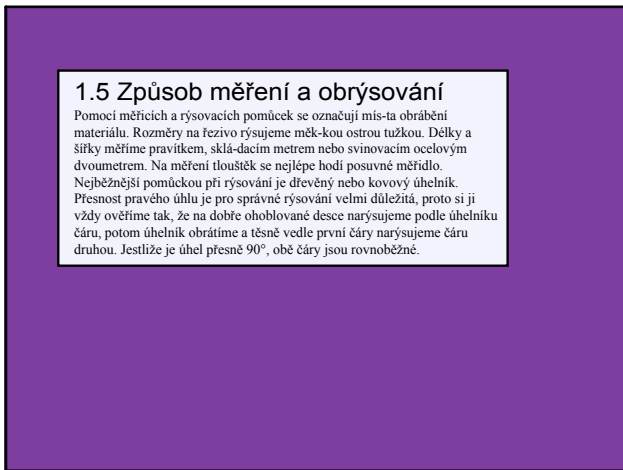 1.5 Způsob měření a obrýsování
Pomocí měřicích a rýsovacích pomůcek se označují mís-ta obrábění
materiálu. Rozměry na řezivo rýsujeme měk-kou ostrou tužkou. Délky a
šířky měříme pravítkem, sklá-dacím metrem nebo svinovacím ocelovým
dvoumetrem. Na měření tlouštěk se nejlépe hodí posuvné měřidlo.
Nejběžnější pomůckou při rýsování je dřevěný nebo kovový úhelník.
Přesnost pravého úhlu je pro správné rýsování velmi důležitá, proto si ji
vždy ověříme tak, že na dobře ohoblované desce narýsujeme podle úhelníku
čáru, potom úhelník obrátíme a těsně vedle první čáry narýsujeme čáru
druhou. Jestliže je úhel přesně 90°, obě čáry jsou rovnoběžné.